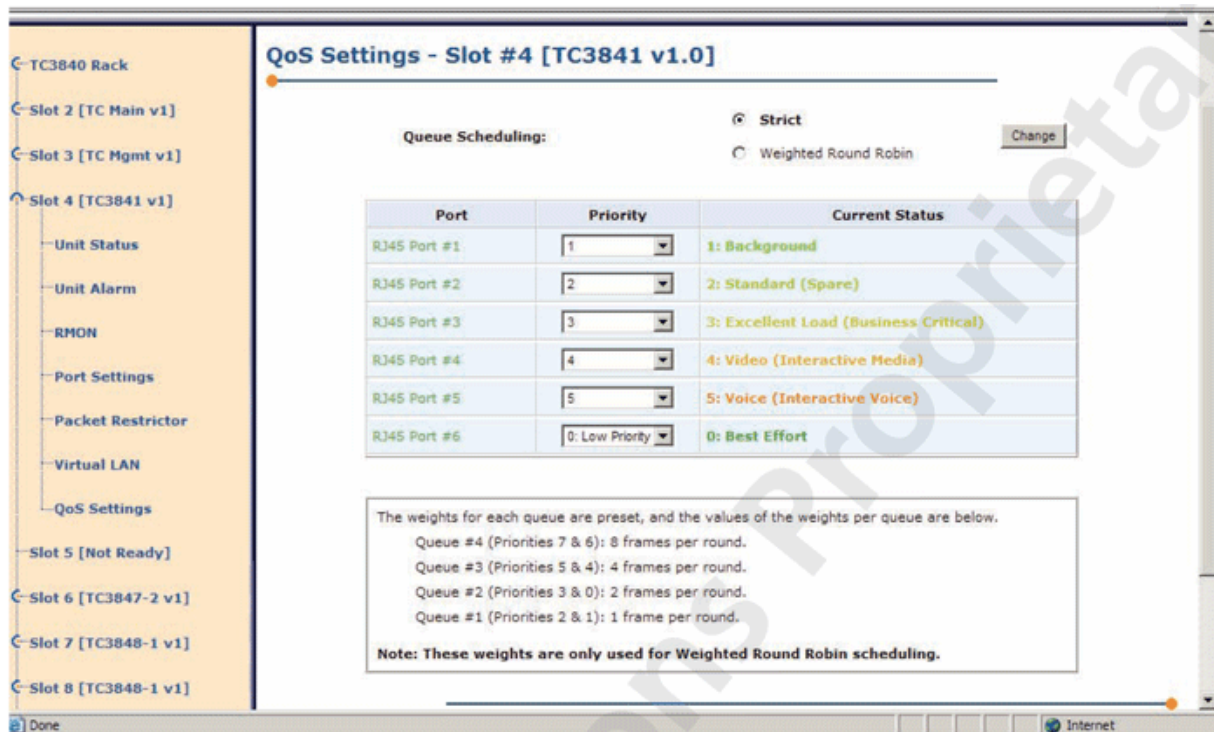 TC3840 Rack
Slot 2 [TC Main v1]
Slot 3 [TC Mgmt v1]
Slot 4 [TC3841 v1]
Unit Status
Unit Alarm
RMON
Port Settings
Packet Restrictor
Virtual LAN
QoS Settings
Slot 5 [Not Ready]
Slot 6 [TC3847-2 v1]
Slot 7 [TC3848-1 v1]
Slot 8 [TC3848-1 v1]
QoS Settings - Slot #4 [TC3841 v1.0]
Queue Scheduling:
Strict
Weighted Round Robin
Change
Port Priority Current Status
RJ45 Port #1 1 1: Background
RJ45 Port #2 2 2: Standard (Spare)
RJ45 Port #3 3 3: Excellent Load (Business Critical)
RJ45 Port #4 4 4: Video (Interactive Media)
RJ45 Port #5 5 5: Voice (Interactive Voice)
RJ45 Port #6 0: Low Priority 0: Best Effort
The weights for each queue are preset, and the values of the weights per queue are below.
Queue #4 (Priorities 7 & 6): 8 frames per round.
Queue #3 (Priorities 5 & 4): 4 frames per round.
Queue #2 (Priorities 3 & 0): 2 frames per round.
Queue #1 (Priorities 2 & 1): 1 frame per round.
Note: These weights are only used for Weighted Round Robin scheduling.
Done
Internet